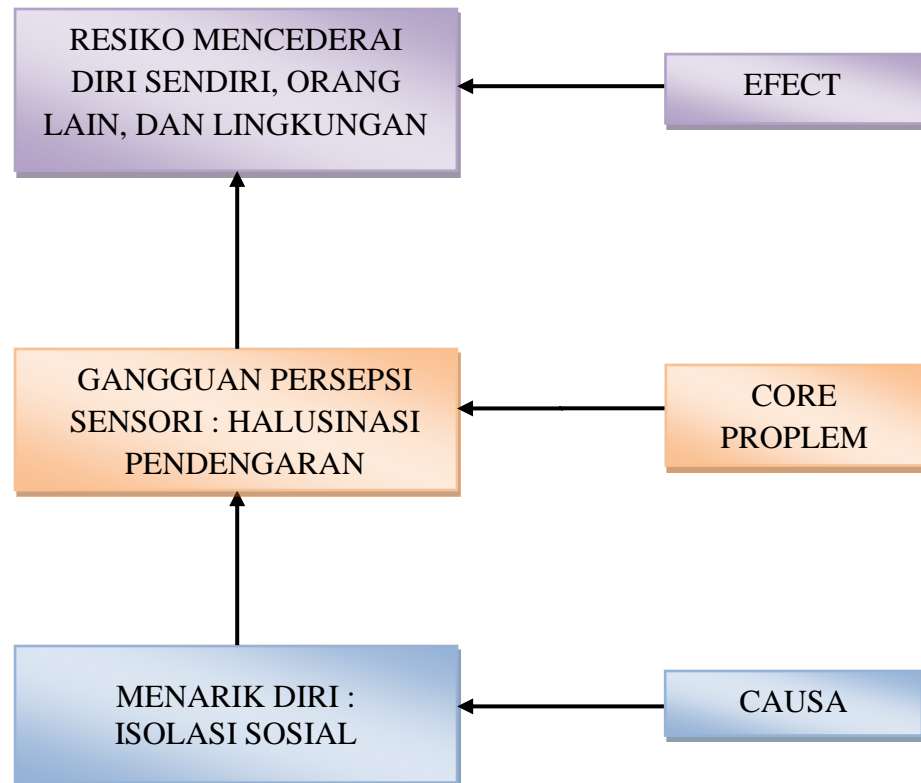 RESIKO MENCEDERAI
DIRI SENDIRI, ORANG
LAIN, DAN LINGKUNGAN
EFECT
GANGGUAN PERSEPSI
SENSORI : HALUSINASI
PENDENGARAN
CORE
PROPLEM
MENARIK DIRI :
ISOLASI SOSIAL
CAUSA